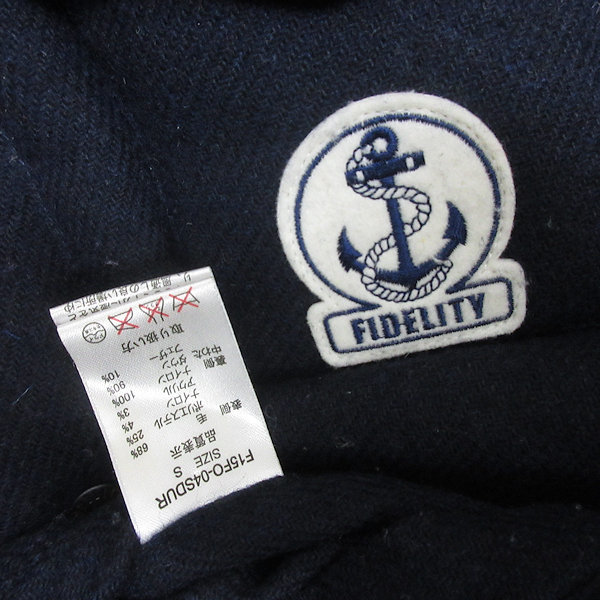 FIDELITY
F15FO-04SDUR
SIZE S
品質表示
表側 毛 68%
ポリエステル 25%
ナイロン 4%
アクリル 3%
裏側 ナイロン 100%
中わた ダウン 90%
フェザー 10%
取り扱い方